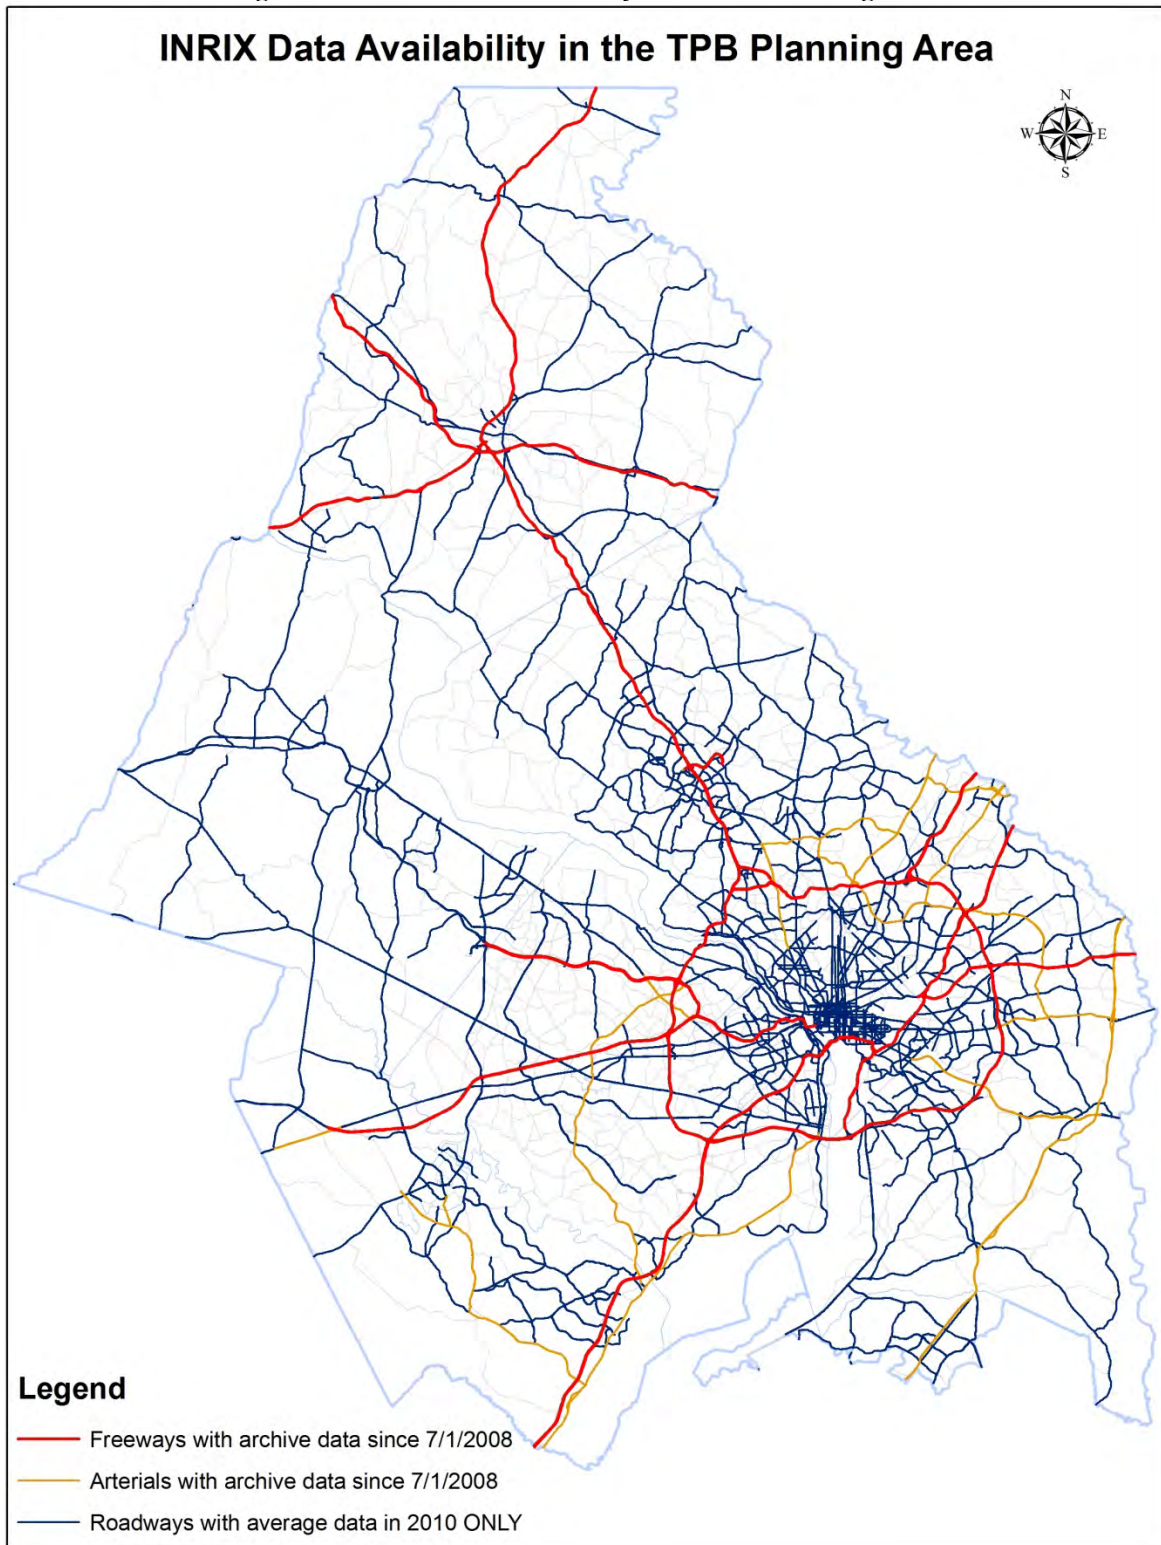 INRIX Data Availability in the TPB Planning Area
N
W E
S
Legend
Freeways with archive data since 7/1/2008
Arterials with archive data since 7/1/2008
Roadways with average data in 2010 ONLY